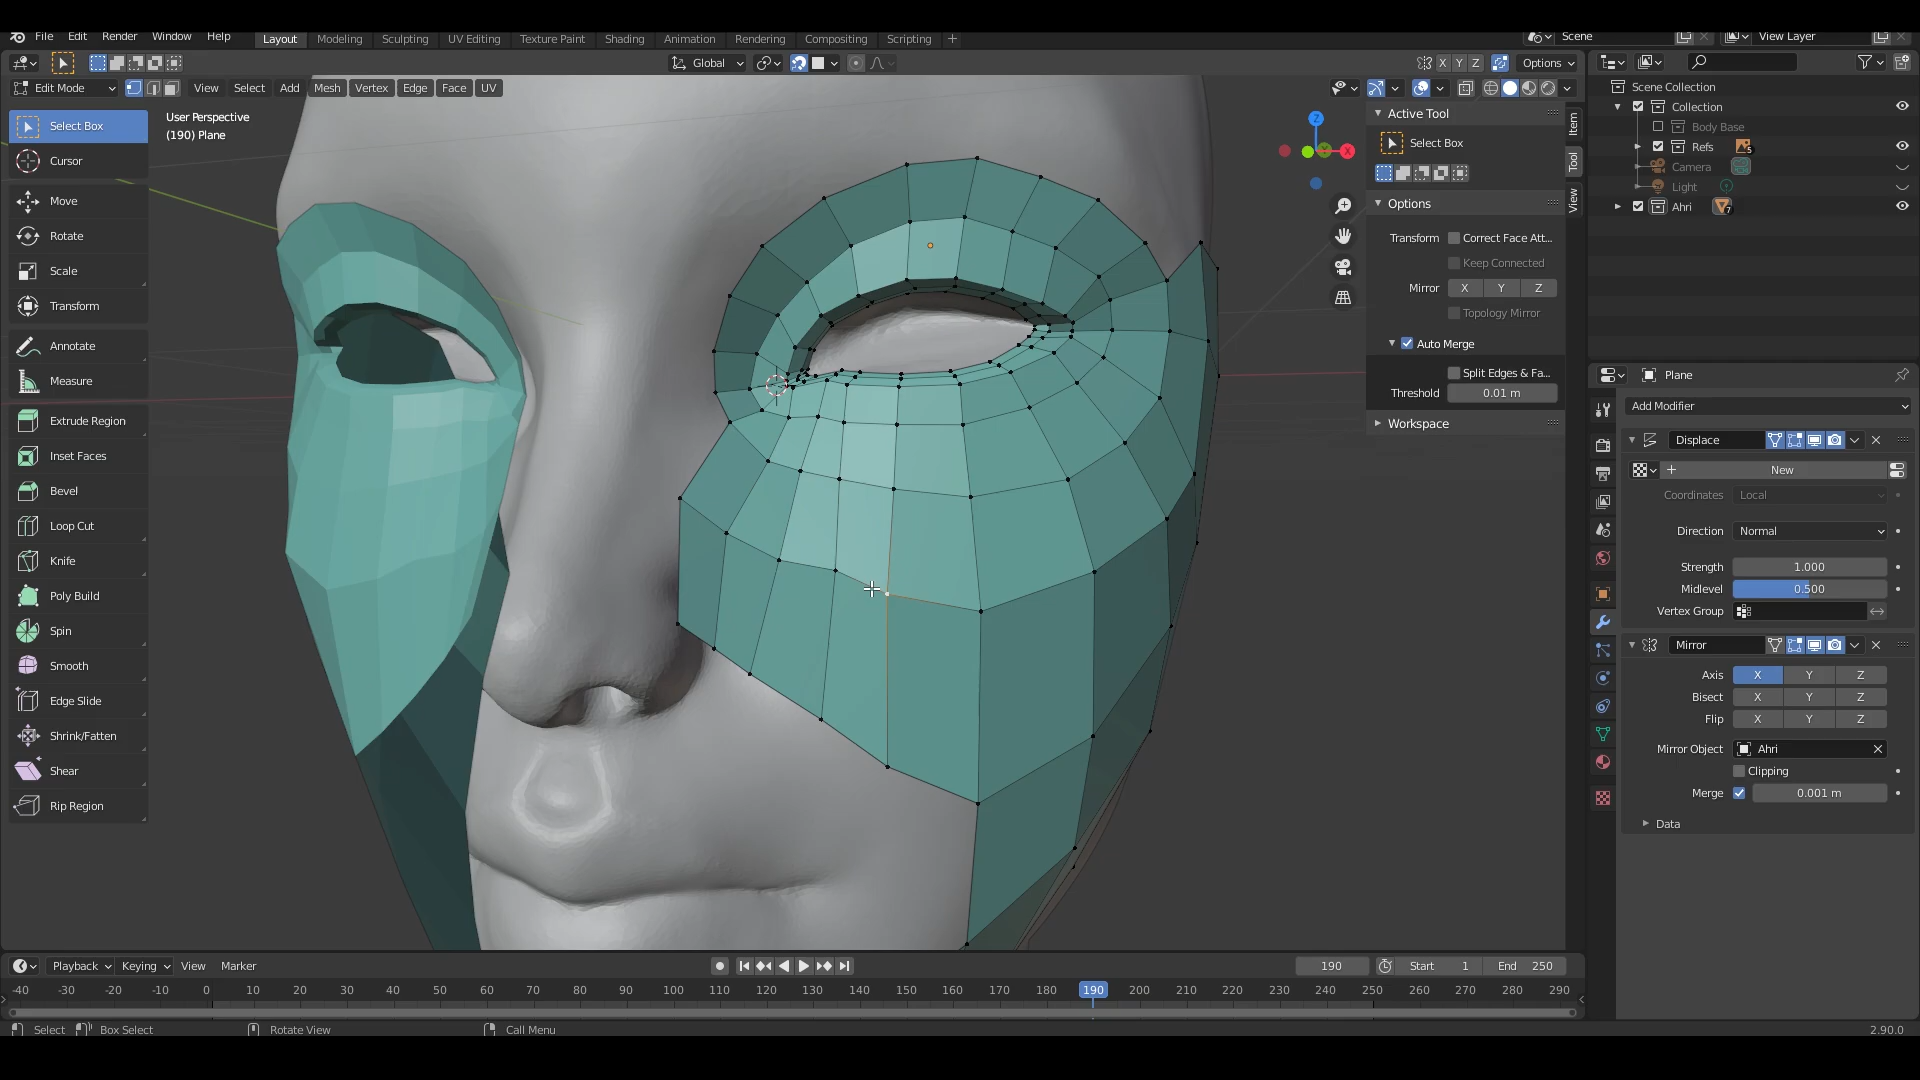 File Edit Render Window Help Layout Modeling Sculpting UV Editing Texture Paint Shading Animation Rendering Compositing Scripting + Scene View Layer
Global X Y Z Options
Edit Mode View Select Add Mesh Vertex Edge Face UV
Select Box
Cursor
Move
Rotate
Scale
Transform
Annotate
Measure
Extrude Region
Inset Faces
Bevel
Loop Cut
Knife
Poly Build
Spin
Smooth
Edge Slide
Shrink/Fatten
Shear
Rip Region
User Perspective
(190) Plane
Z
X
Active Tool
Select Box
Options
Transform Correct Face Att...
Keep Connected
Mirror X Y Z
Topology Mirror
Auto Merge
Split Edges & Fa...
Threshold 0.01 m
Workspace
Item
Tool
View
Scene Collection
Collection
Body Base
Refs 5
Camera
Light
Ahri 7
Plane
Add Modifier
Displace
New
Coordinates Local
Direction Normal
Strength 1.000
Midlevel 0.500
Vertex Group
Mirror
Axis X Y Z
Bisect X Y Z
Flip X Y Z
Mirror Object Ahri
Clipping
Merge 0.001 m
Data
Playback Keying View Marker 190 Start 1 End 250
-40 -30 -20 -10 0 10 20 30 40 50 60 70 80 90 100 110 120 130 140 150 160 170 180 190 200 210 220 230 240 250 260 270 280 290
Select Box Select Rotate View Call Menu 2.90.0